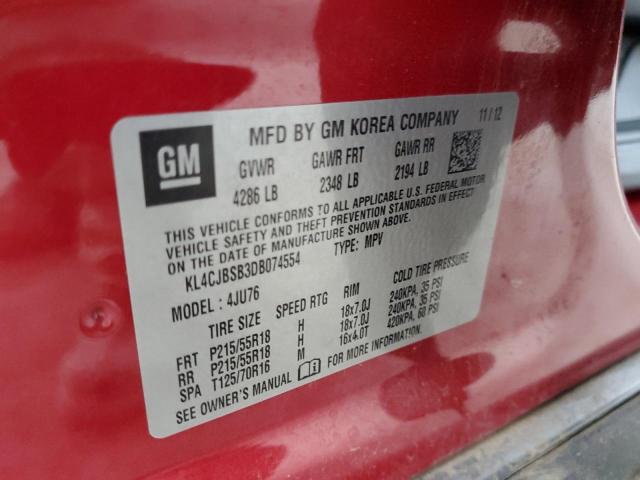 GM
MFD BY GM KOREA COMPANY 11/12
GVWR GAWR FRT GAWR RR
4286 LB 2348 LB 2194 LB
THIS VEHICLE CONFORMS TO ALL APPLICABLE U.S. FEDERAL MOTOR
VEHICLE SAFETY AND THEFT PREVENTION STANDARDS IN EFFECT
ON THE DATE OF MANUFACTURE SHOWN ABOVE.
KL4CJBSB3DB074554 TYPE: MPV
MODEL: 4JU76
TIRE SIZE SPEED RTG RIM COLD TIRE PRESSURE
FRT P215/55R18 H 18x7.0J 240KPA, 35 PSI
RR P215/55R18 H 18x7.0J 240KPA, 35 PSI
SPA T125/70R16 M 16x4.0T 420KPA, 60 PSI
SEE OWNER'S MANUAL FOR MORE INFORMATION.